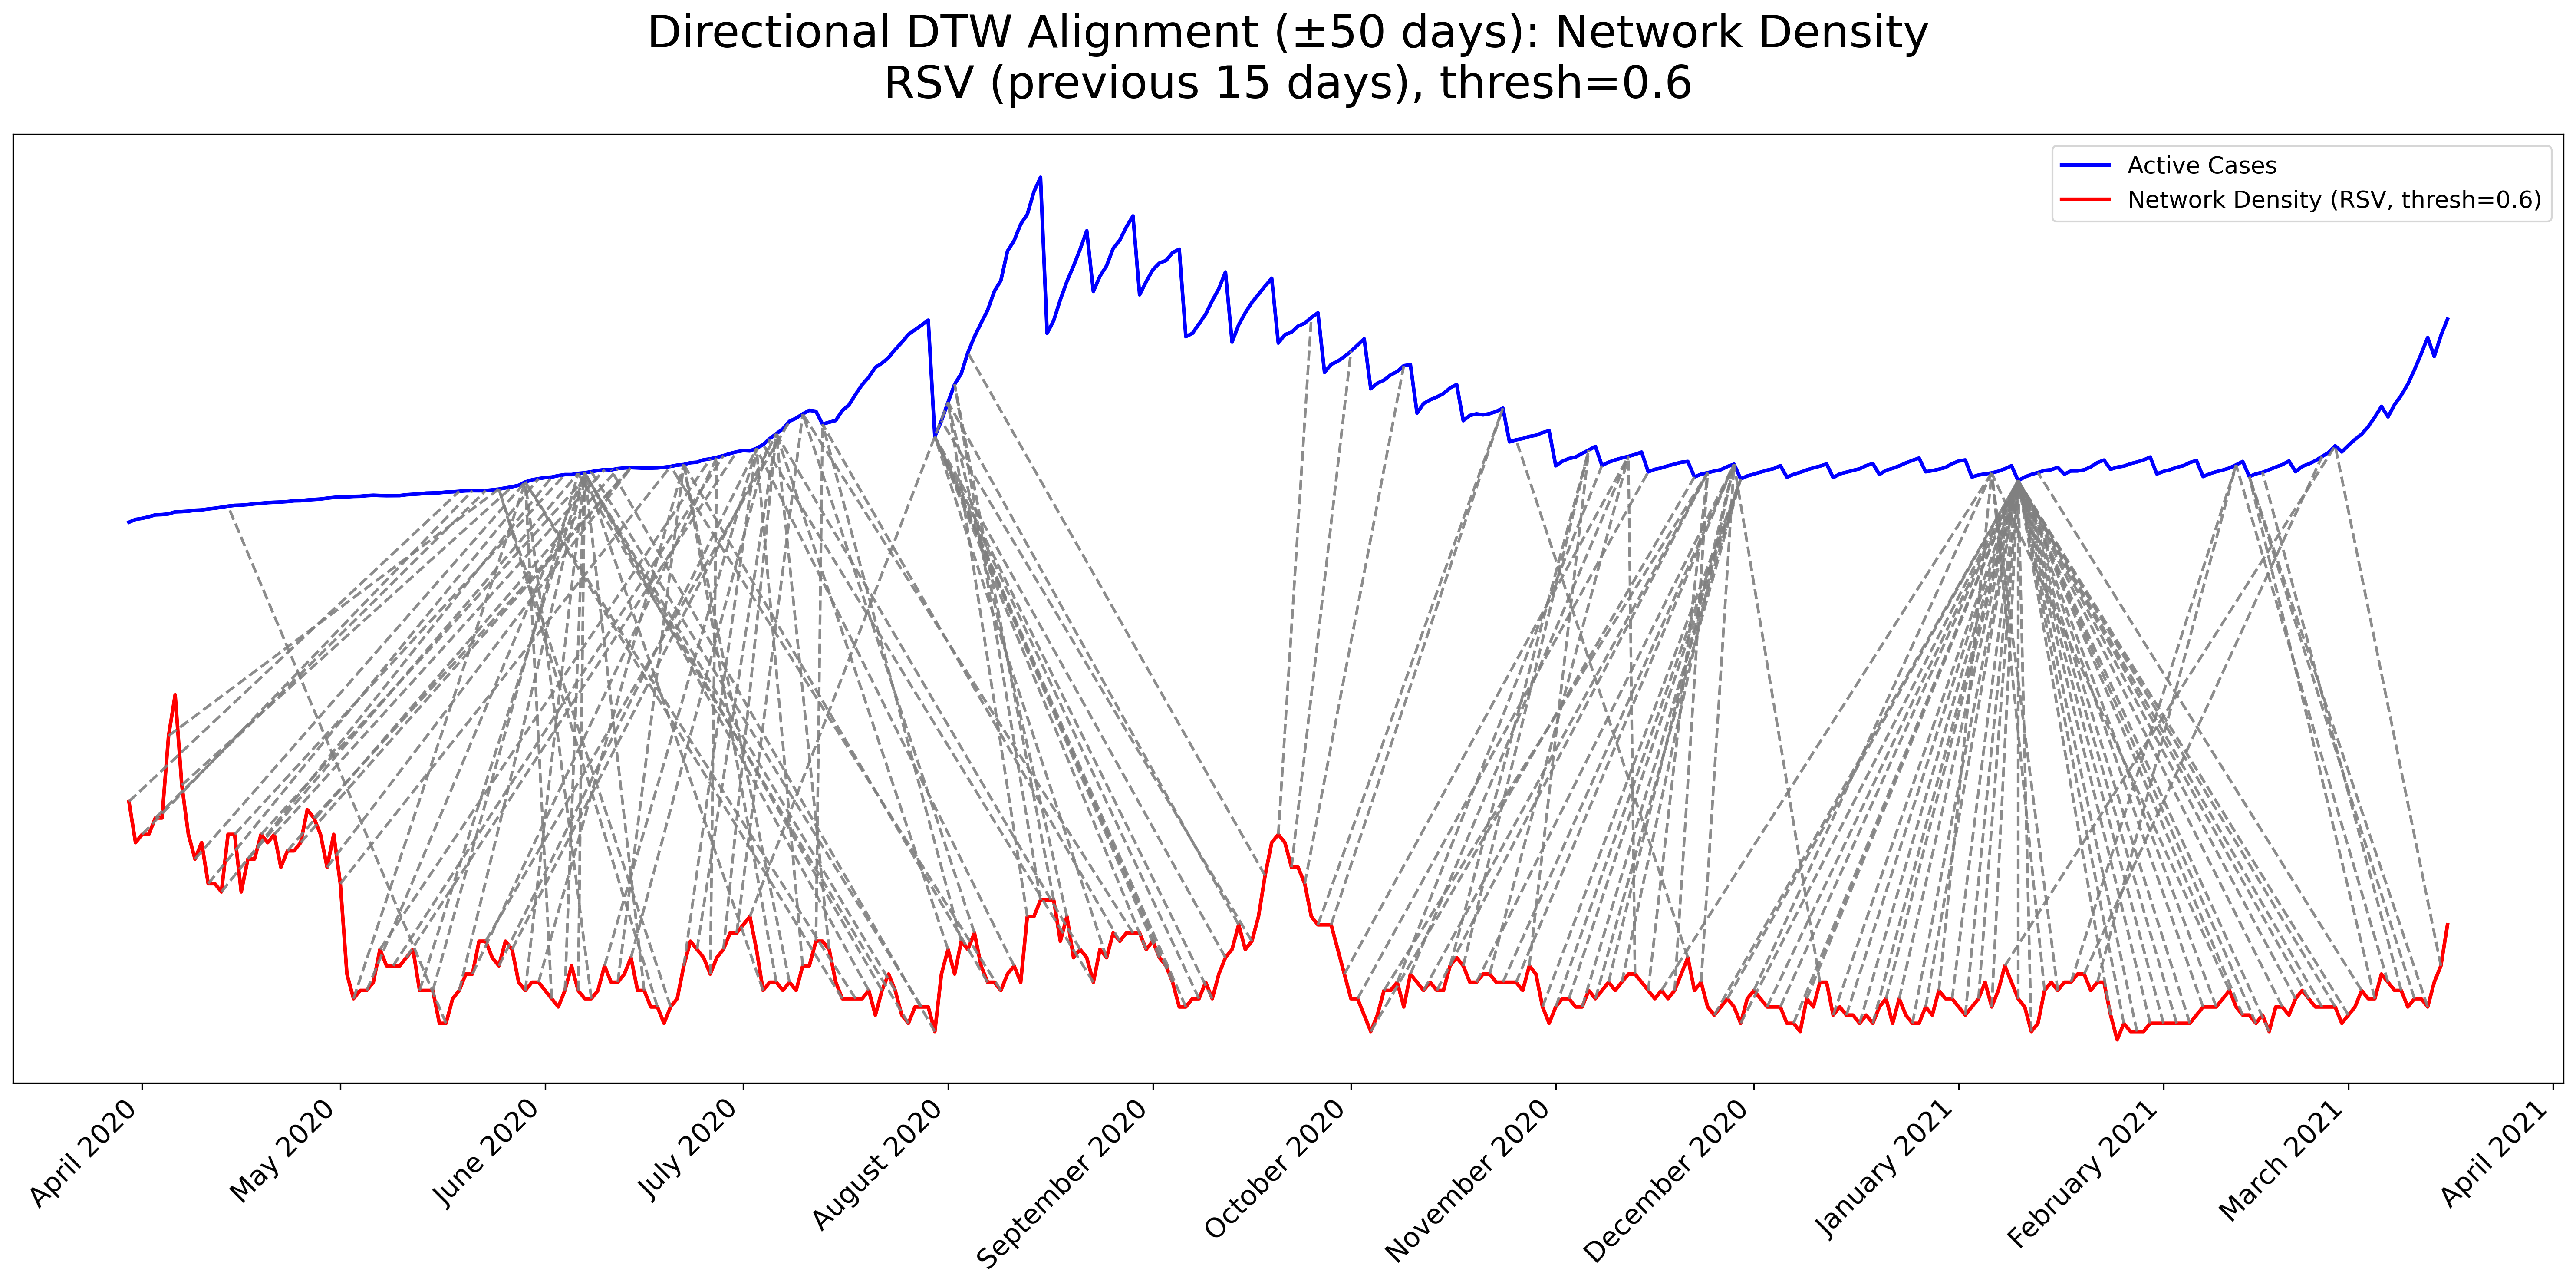 Directional DTW Alignment (±50 days): Network Density
RSV (previous 15 days), thresh=0.6
Active Cases
Network Density (RSV, thresh=0.6)
April 2020
May 2020
June 2020
July 2020
August 2020
September 2020
October 2020
November 2020
December 2020
January 2021
February 2021
March 2021
April 2021